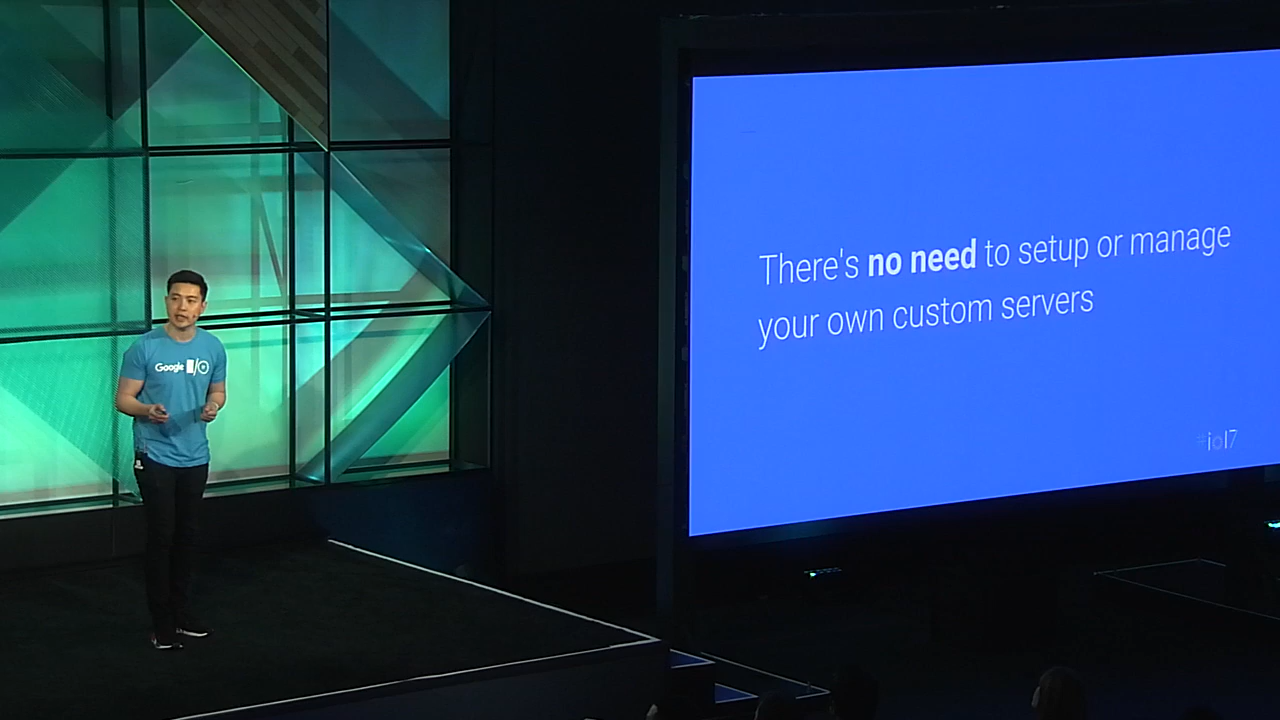 Google I/O
There's no need to setup or manage
your own custom servers
#io17